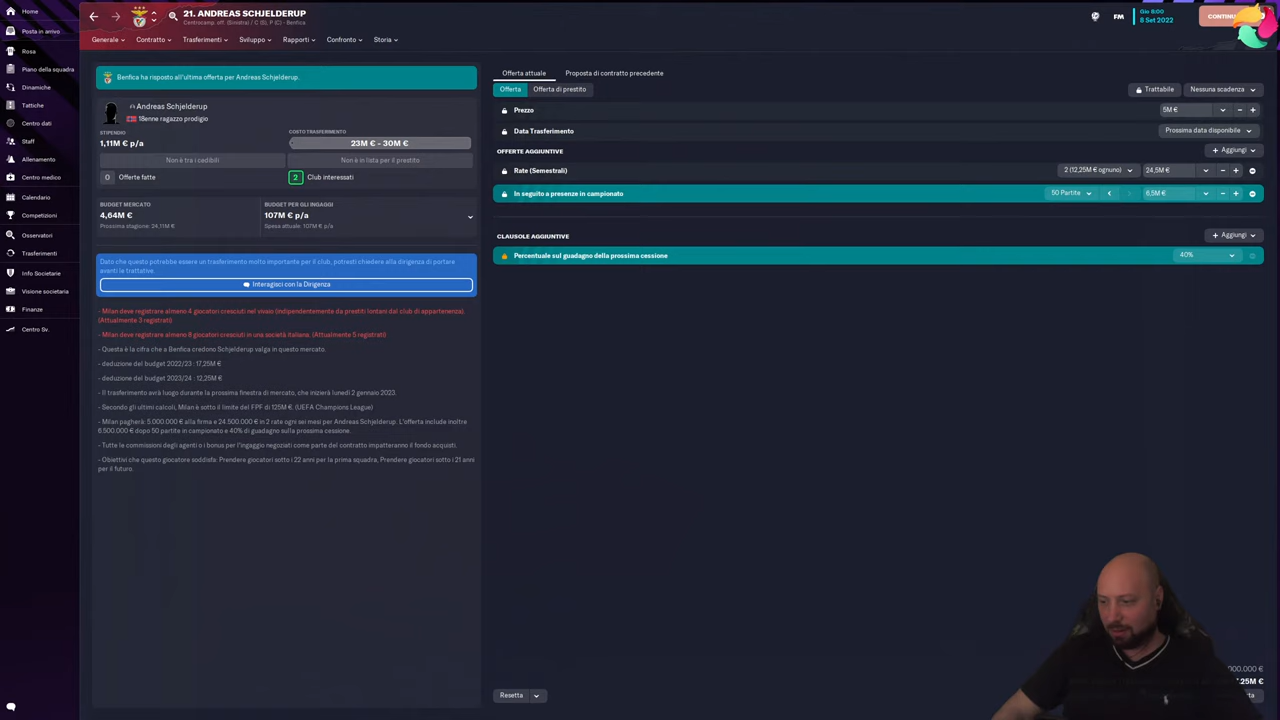 Home
Posta in arrivo
Rosa
Piano della squadra
Dinamiche
Tattiche
Centro dati
Staff
Allenamento
Centro medico
Calendario
Competizioni
Osservatori
Trasferimenti
Info Societarie
Visione societaria
Finanze
Centro Sv.
21. ANDREAS SCHJELDERUP
Centrocamp. off. (Sinistra) / C (S), P (C) - Benfica
FM
Gio 8:00
8 Set 2022
CONTINU
Generale
Contratto
Trasferimenti
Sviluppo
Rapporti
Confronto
Storia
Benfica ha risposto all'ultima offerta per Andreas Schjelderup.
Andreas Schjelderup
18enne ragazzo prodigio
STIPENDIO
1,11M € p/a
COSTO TRASFERIMENTO
23M € - 30M €
Non è tra i cedibili
Non è in lista per il prestito
0 Offerte fatte
2 Club interessati
BUDGET MERCATO
4,64M €
Prossima stagione: 24,11M €
BUDGET PER GLI INGAGGI
107M € p/a
Spesa attuale: 107M € p/a
Dato che questo potrebbe essere un trasferimento molto importante per il club, potresti chiedere alla dirigenza di portare
avanti le trattative.
Interagisci con la Dirigenza
- Milan deve registrare almeno 4 giocatori cresciuti nel vivaio (indipendentemente da prestiti lontani dal club di appartenenza).
(Attualmente 3 registrati)
- Milan deve registrare almeno 8 giocatori cresciuti in una società italiana. (Attualmente 5 registrati)
- Questa è la cifra che a Benfica credono Schjelderup valga in questo mercato.
- deduzione del budget 2022/23 : 17,25M €
- deduzione del budget 2023/24 : 12,25M €
- Il trasferimento avrà luogo durante la prossima finestra di mercato, che inizierà lunedì 2 gennaio 2023.
- Secondo gli ultimi calcoli, Milan è sotto il limite del FPF di 125M €. (UEFA Champions League)
- Milan pagherà: 5.000.000 € alla firma e 24.500.000 € in 2 rate ogni sei mesi per Andreas Schjelderup. L'offerta include inoltre
6.500.000 € dopo 50 partite in campionato e 40% di guadagno sulla prossima cessione.
- Tutte le commissioni degli agenti o i bonus per l'ingaggio negoziati come parte del contratto impatteranno il fondo acquisti.
- Obiettivi che questo giocatore soddisfa: Prendere giocatori sotto i 22 anni per la prima squadra, Prendere giocatori sotto i 21 anni
per il futuro.
Offerta attuale
Proposta di contratto precedente
Offerta
Offerta di prestito
Trattabile
Nessuna scadenza
Prezzo
5M €
Data Trasferimento
Prossima data disponibile
OFFERTE AGGIUNTIVE
+ Aggiungi
Rate (Semestrali)
2 (12,25M € ognuno)
24,5M €
In seguito a presenze in campionato
50 Partite
6,5M €
CLAUSOLE AGGIUNTIVE
+ Aggiungi
Percentuale sul guadagno della prossima cessione
40%
Resetta
000.000 €
,25M €